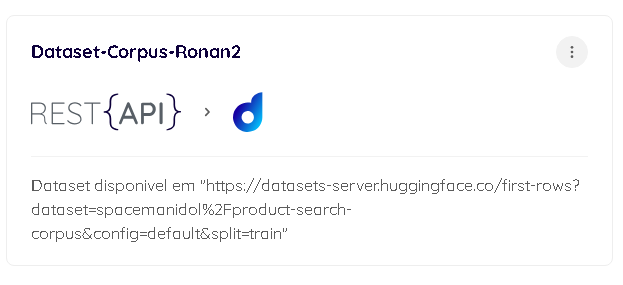 Dataset-Corpus-Ronan2
REST{API}
Dataset disponivel em "https://datasets-server.huggingface.co/first-rows?
dataset=spacemanidol%2Fproduct-search-
corpus&config=default&split=train"